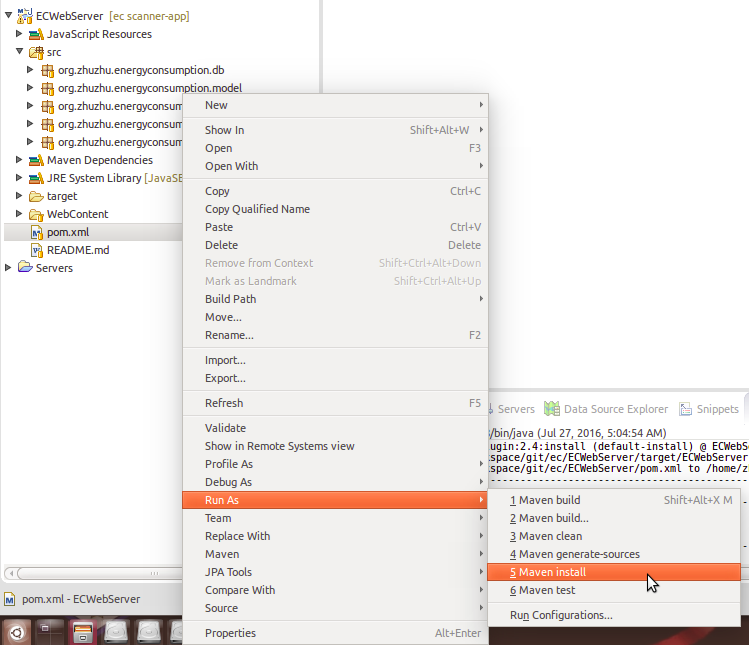 ECWebServer [ec scanner-app]
JavaScript Resources
src
org.zhuzhu.energyconsumption.db
org.zhuzhu.energyconsumption.model
org.zhuzhu.energyconsum
org.zhuzhu.energyconsum
org.zhuzhu.energyconsum
Maven Dependencies
JRE System Library [JavaSE
target
WebContent
pom.xml
README.md
Servers
New
Show In Shift+Alt+W
Open F3
Open With
Copy Ctrl+C
Copy Qualified Name
Paste Ctrl+V
Delete Delete
Remove from Context Shift+Ctrl+Alt+Down
Mark as Landmark Shift+Ctrl+Alt+Up
Build Path
Move...
Rename... F2
Import...
Export...
Refresh F5
Validate
Show in Remote Systems view
Profile As
Debug As
Run As
Team
Replace With
Maven
JPA Tools
Compare With
Source
Properties Alt+Enter
Servers Data Source Explorer Snippets
/bin/java (Jul 27, 2016, 5:04:54 AM)
ugin:2.4:install (default-install) @ ECWebS
space/git/ec/ECWebServer/target/ECWebServer
space/git/ec/ECWebServer/pom.xml to /home/z
1 Maven build Shift+Alt+X M
2 Maven build...
3 Maven clean
4 Maven generate-sources
5 Maven install
6 Maven test
Run Configurations...
pom.xml - ECWebServer